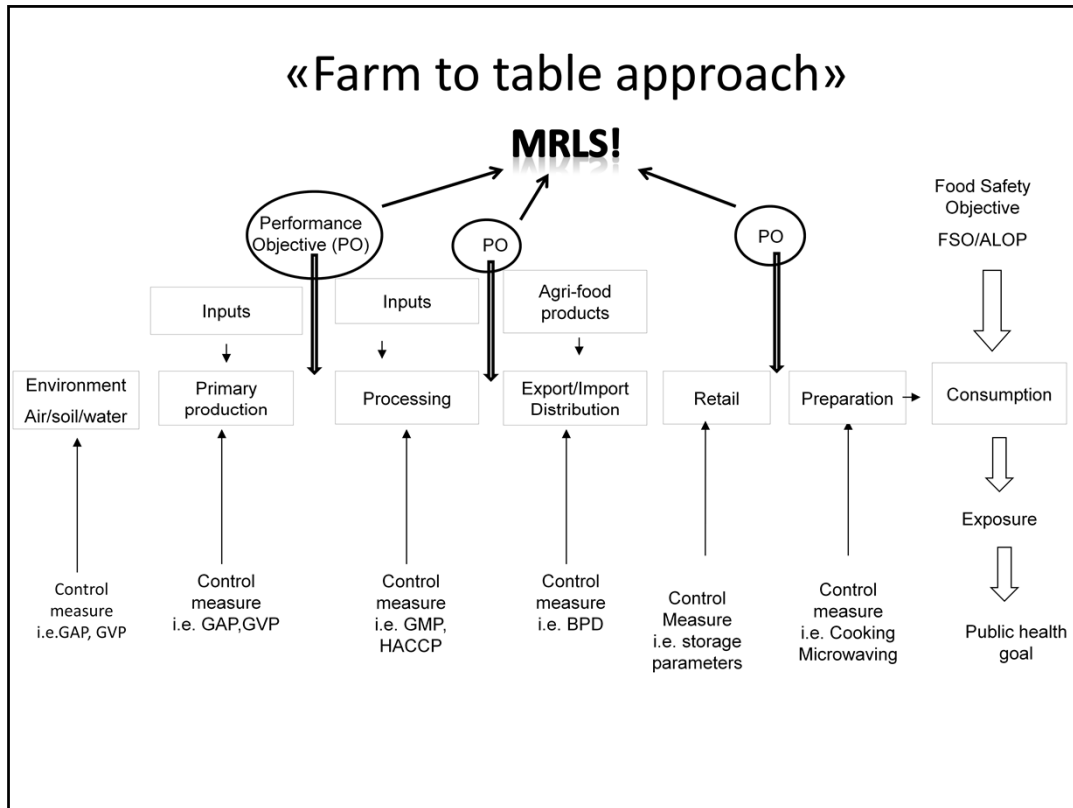 «Farm to table approach»
MRLS!
Food Safety
Objective
FSO/ALOP
Performance
Objective (PO)
PO
PO
Inputs
Inputs
Agri-food
products
Environment
Air/soil/water
Primary
production
Processing
Export/Import
Distribution
Retail
Preparation
Consumption
Exposure
Public health
goal
Control
measure
i.e.GAP, GVP
Control
measure
i.e. GAP,GVP
Control
measure
i.e. GMP,
HACCP
Control
measure
i.e. BPD
Control
Measure
i.e. storage
parameters
Control
measure
i.e. Cooking
Microwaving